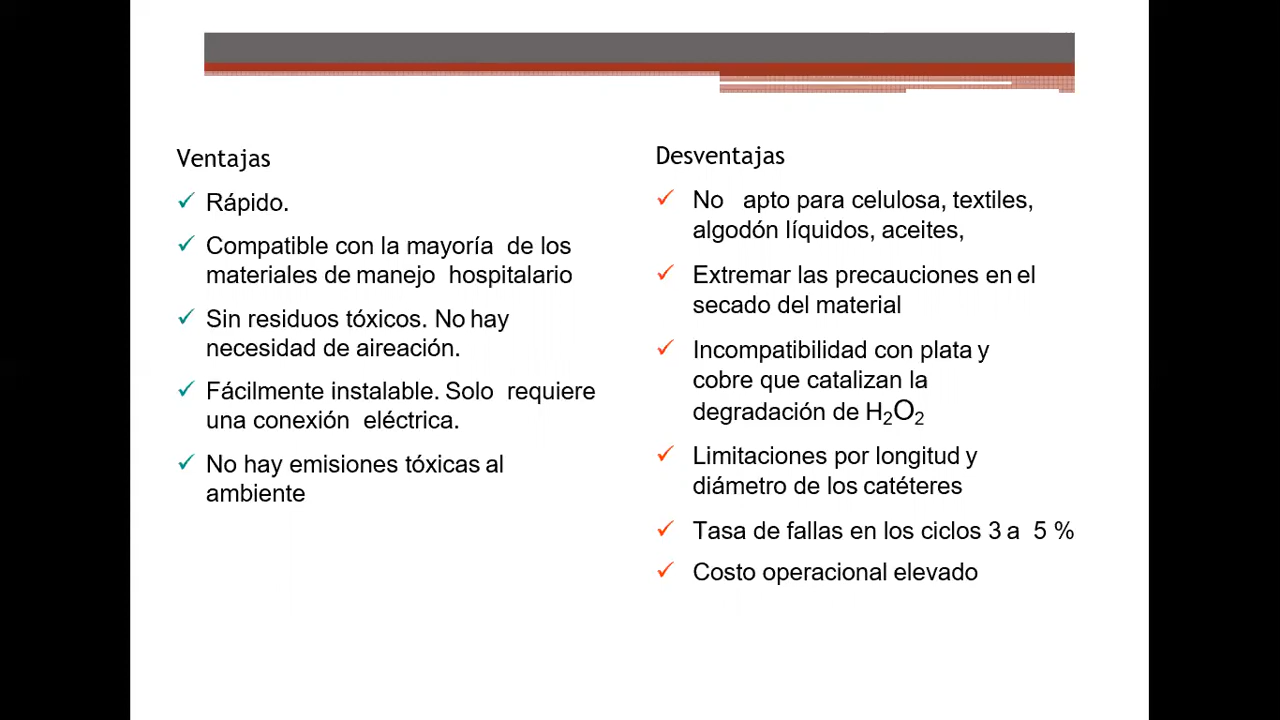 Ventajas
Rápido.
Compatible con la mayoría de los
materiales de manejo hospitalario
Sin residuos tóxicos. No hay
necesidad de aireación.
Fácilmente instalable. Solo requiere
una conexión eléctrica.
No hay emisiones tóxicas al
ambiente
Desventajas
No apto para celulosa, textiles,
algodón líquidos, aceites,
Extremar las precauciones en el
secado del material
Incompatibilidad con plata y
cobre que catalizan la
degradación de H₂O₂
Limitaciones por longitud y
diámetro de los catéteres
Tasa de fallas en los ciclos 3 a 5 %
Costo operacional elevado